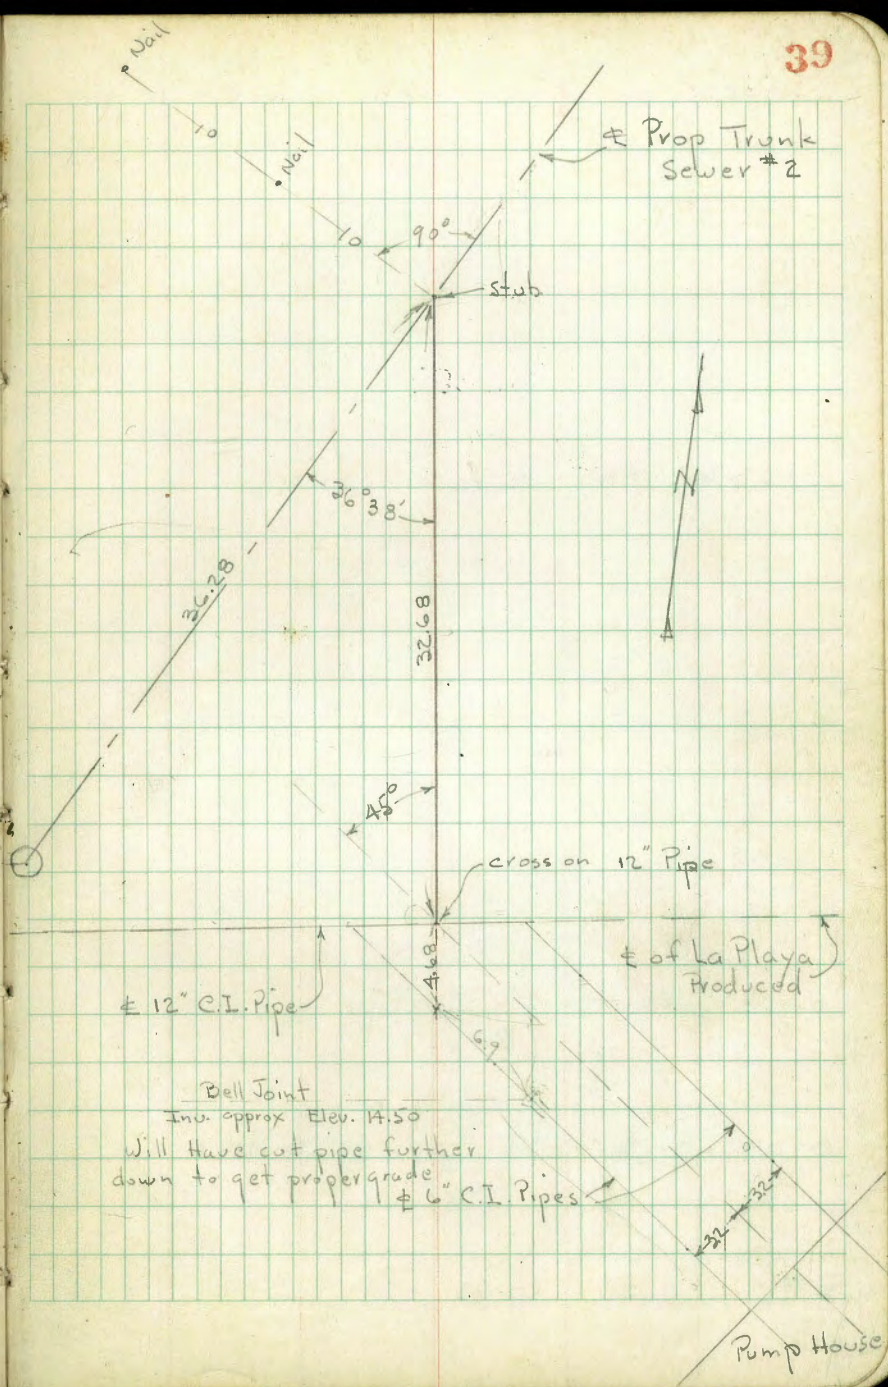 39
Nail
10
Nail
10
90°
℄ Prop Trunk
Sewer #2
stub
36°38'
N
36.28
32.68
45°
cross on 12" Pipe
4.68
℄ of La Playa
Produced
℄ 12" C.I. Pipe
6.9
Bell Joint
Inv. approx Elev. 14.50
Will Have cut pipe further
down to get proper grade
℄ 6" C.I. Pipes
32
32
Pump House